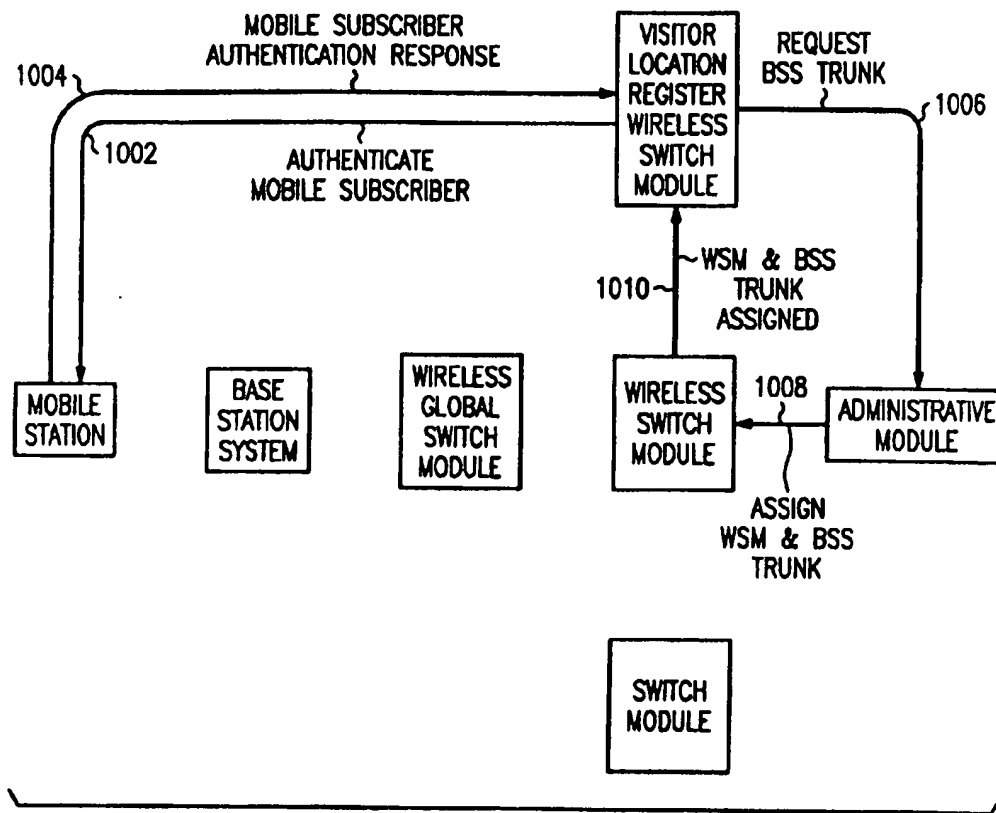 MOBILE SUBSCRIBER
AUTHENTICATION RESPONSE
1004
1002
AUTHENTICATE
MOBILE SUBSCRIBER
VISITOR
LOCATION
REGISTER
WIRELESS
SWITCH
MODULE
REQUEST
BSS TRUNK
1006
1010
WSM & BSS
TRUNK
ASSIGNED
MOBILE
STATION
BASE
STATION
SYSTEM
WIRELESS
GLOBAL
SWITCH
MODULE
WIRELESS
SWITCH
MODULE
1008
ADMINISTRATIVE
MODULE
ASSIGN
WSM & BSS
TRUNK
SWITCH
MODULE